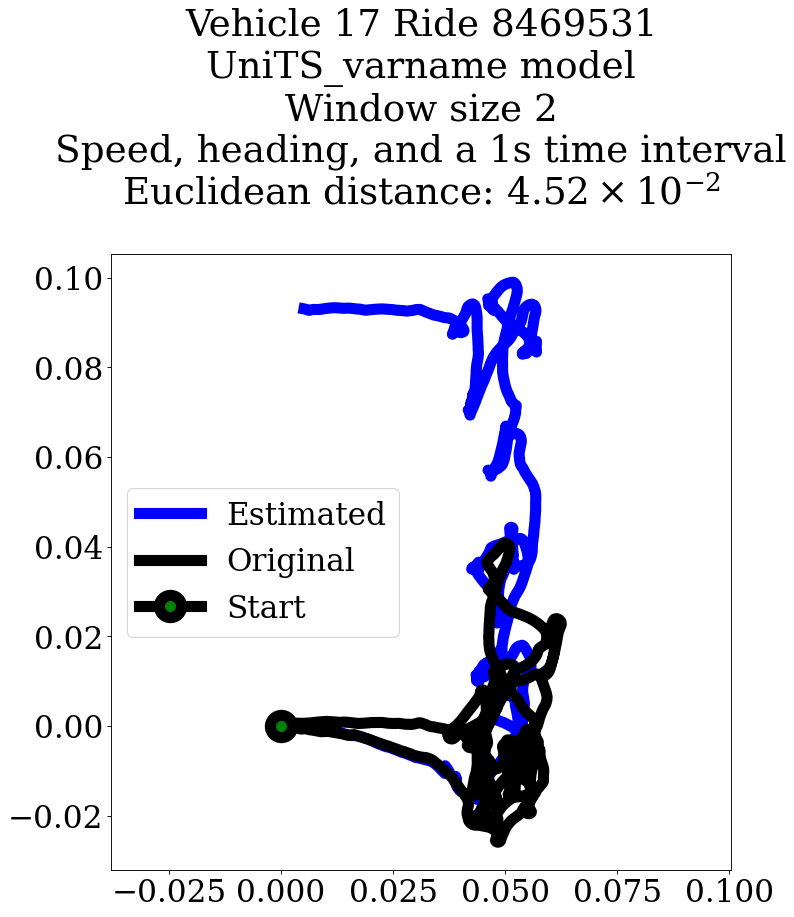 Vehicle 17 Ride 8469531
UniTS_varname model
Window size 2
Speed, heading, and a 1s time interval
Euclidean distance: 4.52 × 10⁻²
0.10
0.08
0.06
0.04
0.02
0.00
−0.02
Estimated
Original
Start
−0.025 0.000 0.025 0.050 0.075 0.100